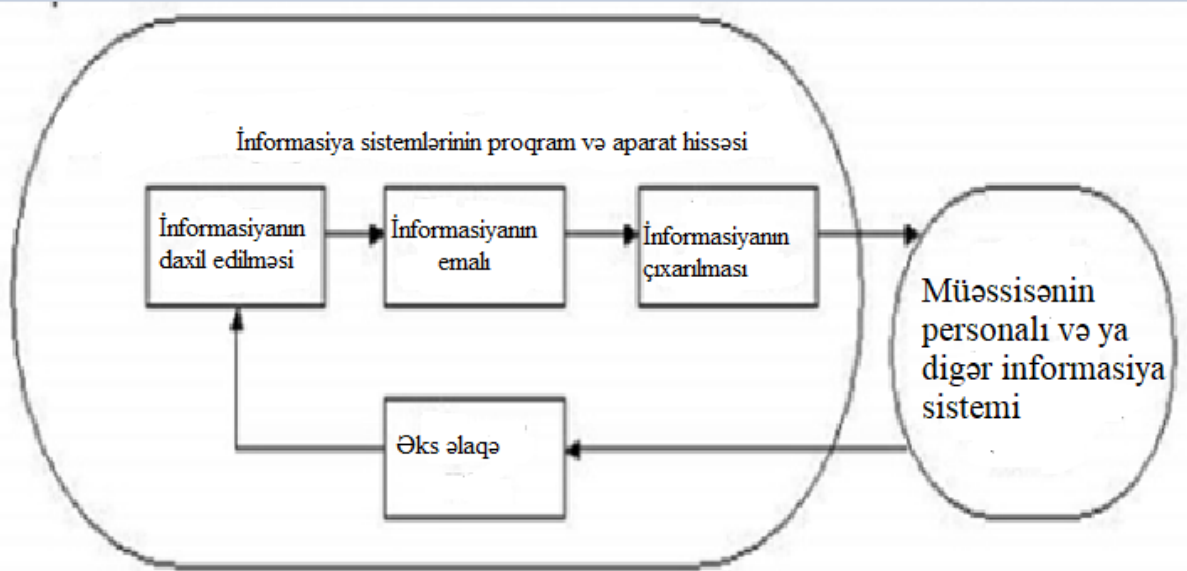 İnformasiya sistemlərinin proqram və aparat hissəsi
İnformasiyanın
daxil edilməsi
İnformasiyanın
emalı
İnformasiyanın
çıxarılması
Müəssisənin
personalı və ya
digər informasiya
sistemi
Əks əlaqə